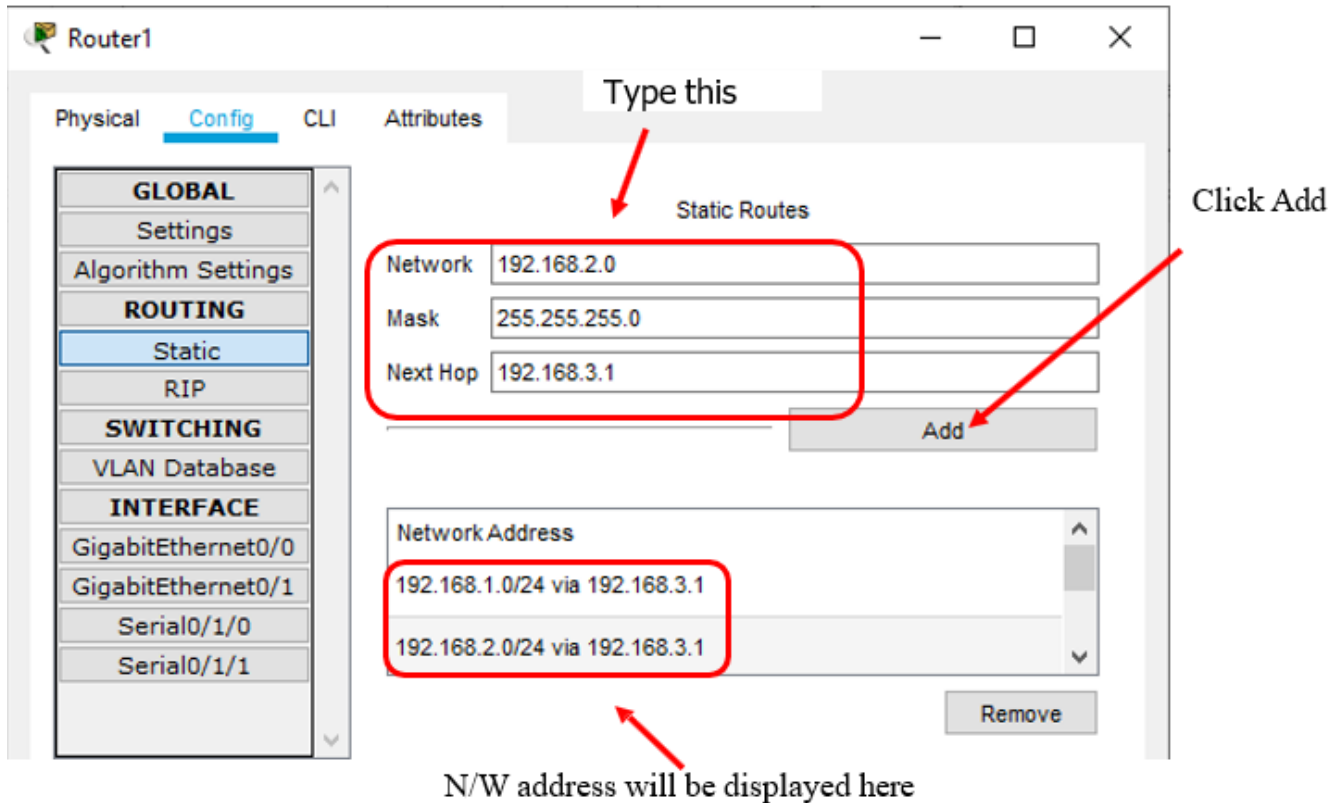 Router1
Type this
Physical Config CLI Attributes
GLOBAL
Settings
Algorithm Settings
ROUTING
Static
RIP
SWITCHING
VLAN Database
INTERFACE
GigabitEthernet0/0
GigabitEthernet0/1
Serial0/1/0
Serial0/1/1
Static Routes
Network 192.168.2.0
Mask 255.255.255.0
Next Hop 192.168.3.1
Add
Click Add
Network Address
192.168.1.0/24 via 192.168.3.1
192.168.2.0/24 via 192.168.3.1
Remove
N/W address will be displayed here